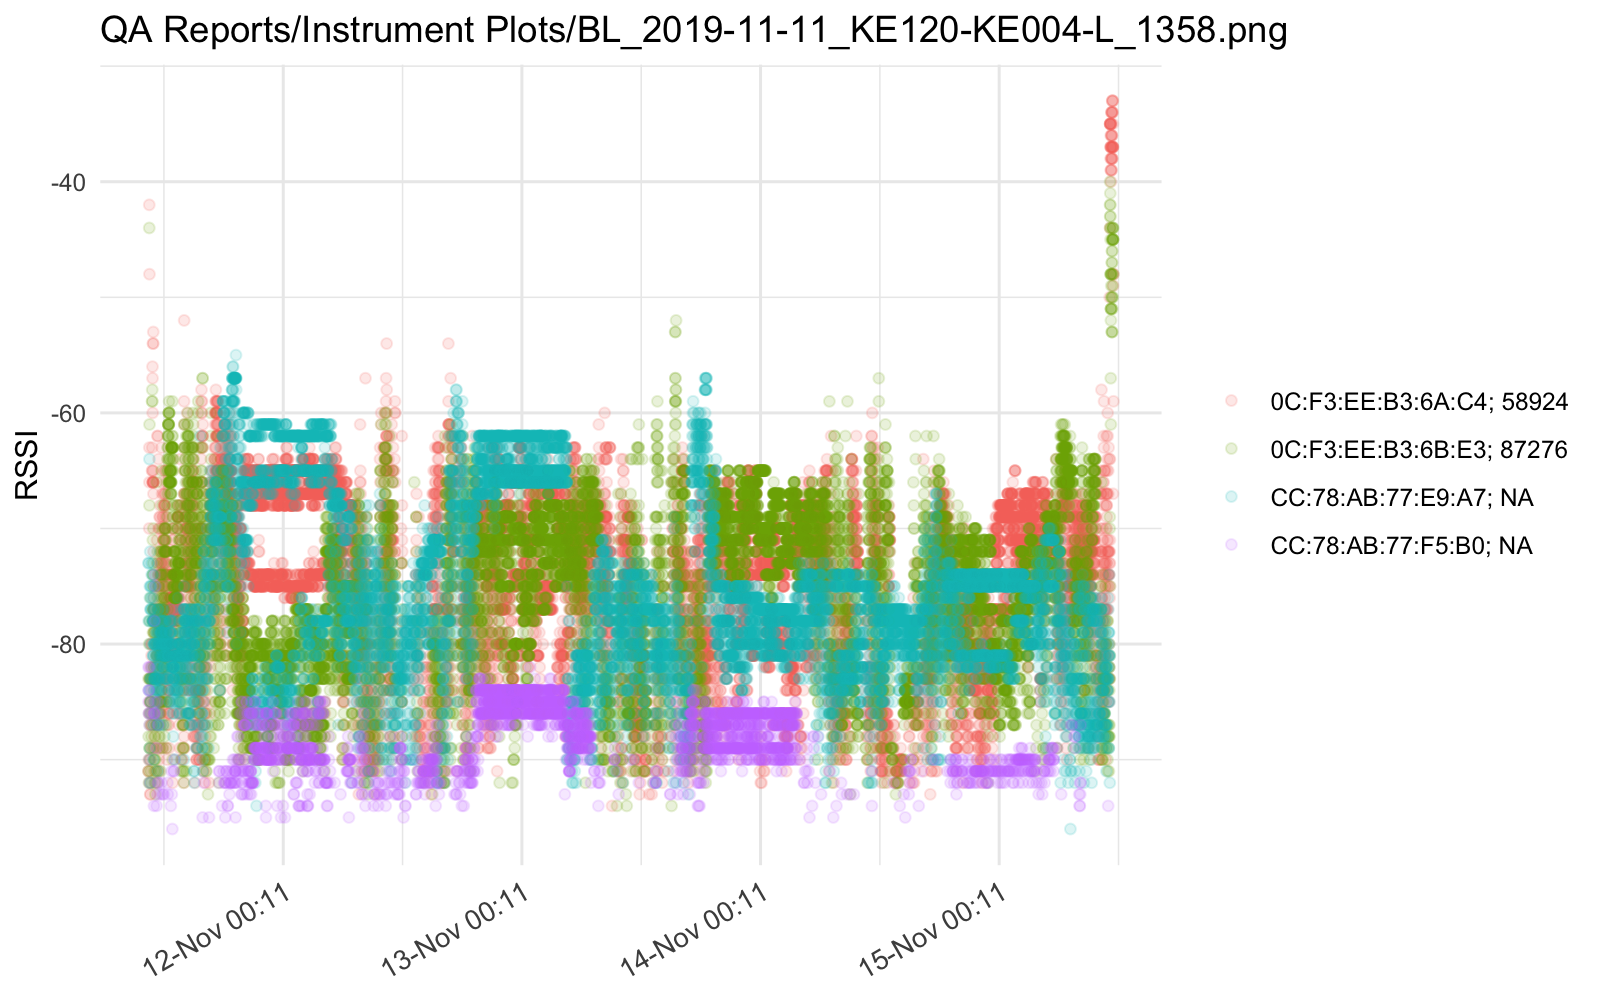 QA Reports/Instrument Plots/BL_2019-11-11_KE120-KE004-L_1358.png
RSSI
-40
-60
-80
12-Nov 00:11
13-Nov 00:11
14-Nov 00:11
15-Nov 00:11
0C:F3:EE:B3:6A:C4; 58924
0C:F3:EE:B3:6B:E3; 87276
CC:78:AB:77:E9:A7; NA
CC:78:AB:77:F5:B0; NA